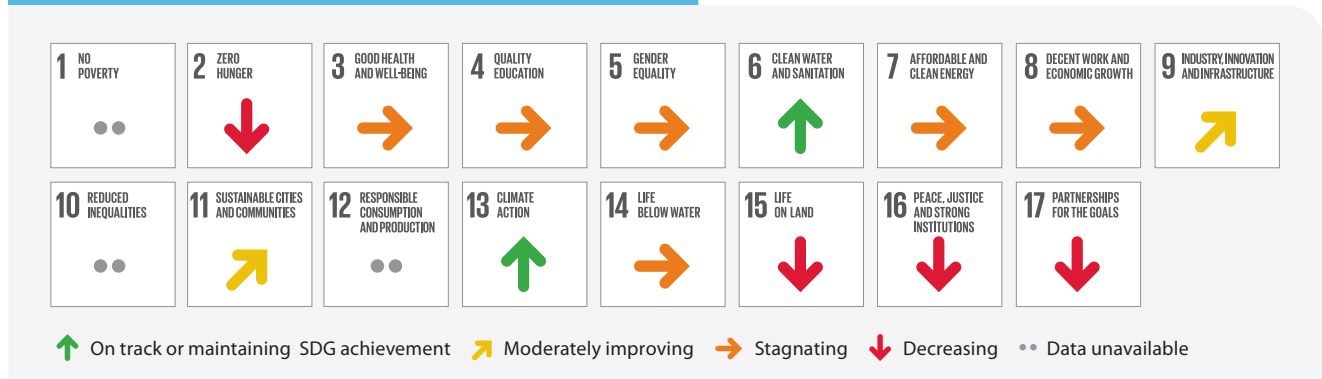 1 NO
POVERTY
2 ZERO
HUNGER
3 GOOD HEALTH
AND WELL-BEING
4 QUALITY
EDUCATION
5 GENDER
EQUALITY
6 CLEAN WATER
AND SANITATION
7 AFFORDABLE AND
CLEAN ENERGY
8 DECENT WORK AND
ECONOMIC GROWTH
9 INDUSTRY, INNOVATION
AND INFRASTRUCTURE
10 REDUCED
INEQUALITIES
11 SUSTAINABLE CITIES
AND COMMUNITIES
12 RESPONSIBLE
CONSUMPTION
AND PRODUCTION
13 CLIMATE
ACTION
14 LIFE
BELOW WATER
15 LIFE
ON LAND
16 PEACE, JUSTICE
AND STRONG
INSTITUTIONS
17 PARTNERSHIPS
FOR THE GOALS
On track or maintaining SDG achievement Moderately improving Stagnating Decreasing Data unavailable